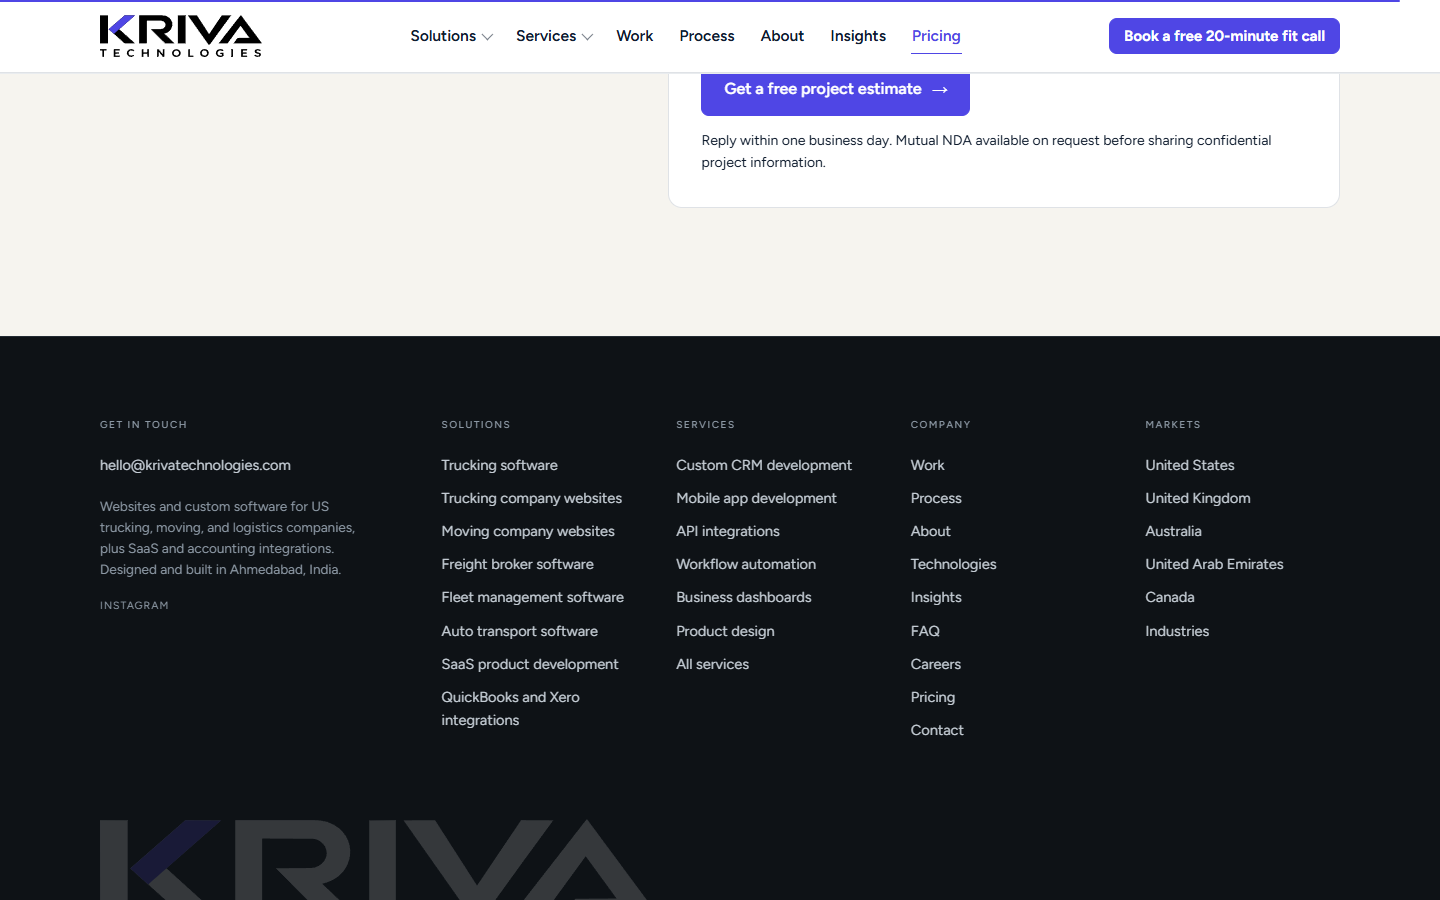 KRIVA
TECHNOLOGIES
Solutions
Services
Work
Process
About
Insights
Pricing
Book a free 20-minute fit call
Get a free project estimate →
Reply within one business day. Mutual NDA available on request before sharing confidential
project information.
GET IN TOUCH
hello@krivatechnologies.com
Websites and custom software for US
trucking, moving, and logistics companies,
plus SaaS and accounting integrations.
Designed and built in Ahmedabad, India.
INSTAGRAM
SOLUTIONS
Trucking software
Trucking company websites
Moving company websites
Freight broker software
Fleet management software
Auto transport software
SaaS product development
QuickBooks and Xero
integrations
SERVICES
Custom CRM development
Mobile app development
API integrations
Workflow automation
Business dashboards
Product design
All services
COMPANY
Work
Process
About
Technologies
Insights
FAQ
Careers
Pricing
Contact
MARKETS
United States
United Kingdom
Australia
United Arab Emirates
Canada
Industries
KRIVA